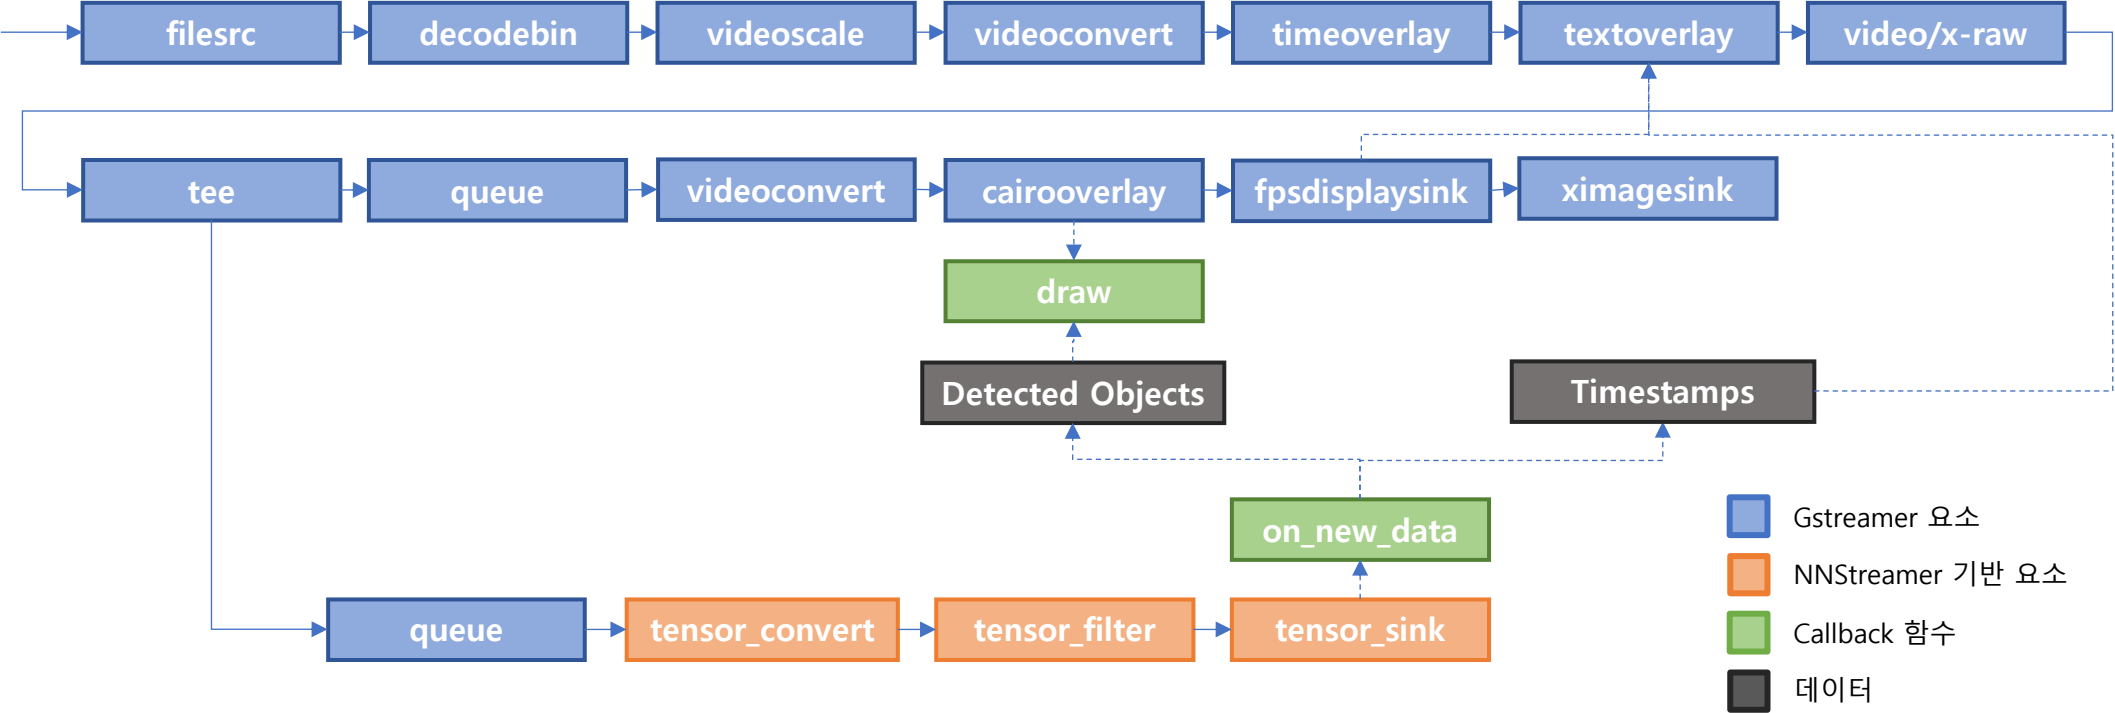 filesrc
decodebin
videoscale
videoconvert
timeoverlay
textoverlay
video/x-raw
tee
queue
videoconvert
cairooverlay
fpsdisplaysink
ximagesink
draw
Detected Objects
Timestamps
on_new_data
queue
tensor_convert
tensor_filter
tensor_sink
Gstreamer 요소
NNStreamer 기반 요소
Callback 함수
데이터